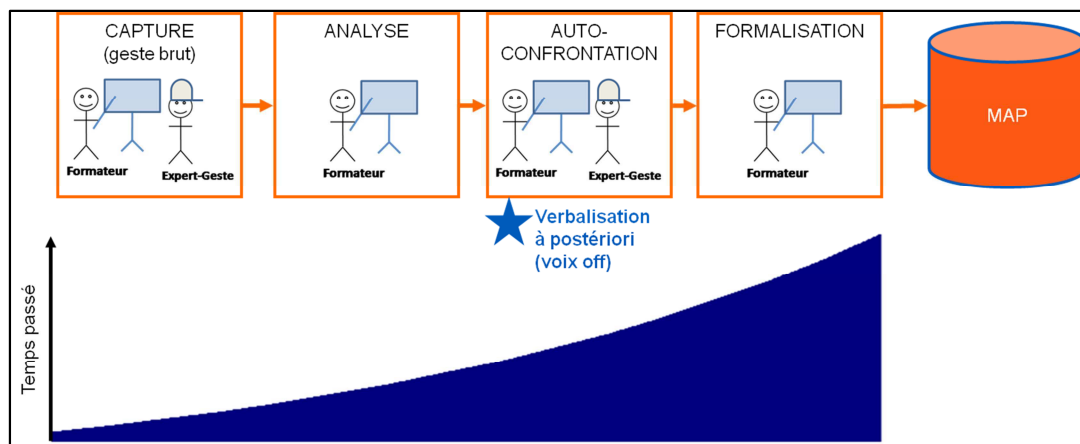 CAPTURE
(geste brut)
Formateur
Expert-Geste
ANALYSE
Formateur
AUTO-
CONFRONTATION
Formateur
Expert-Geste
FORMALISATION
Formateur
MAP
Verbalisation
à postériori
(voix off)
Temps passé